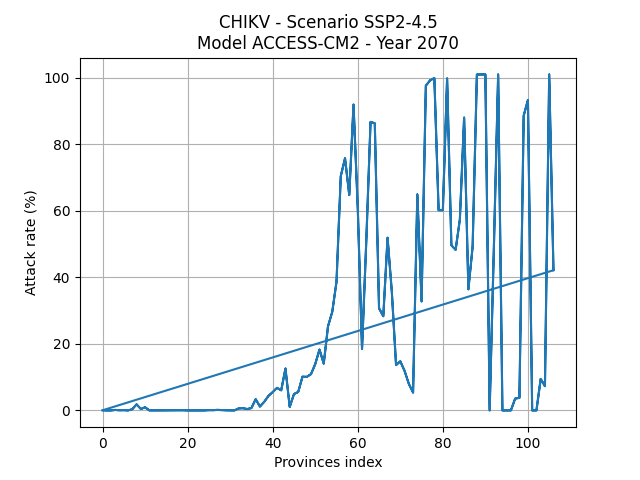 CHIKV - Scenario SSP2-4.5
Model ACCESS-CM2 - Year 2070
100
80
60
40
20
0
Attack rate (%)
0 20 40 60 80 100
Provinces index